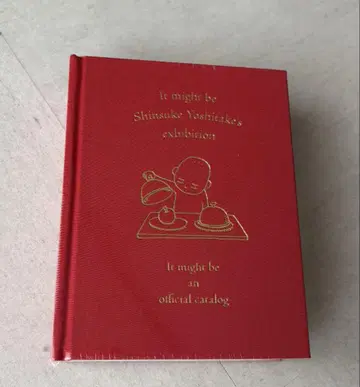 It might be
Shinsuke Yoshitake's
exhibition
It might be
an
official catalog